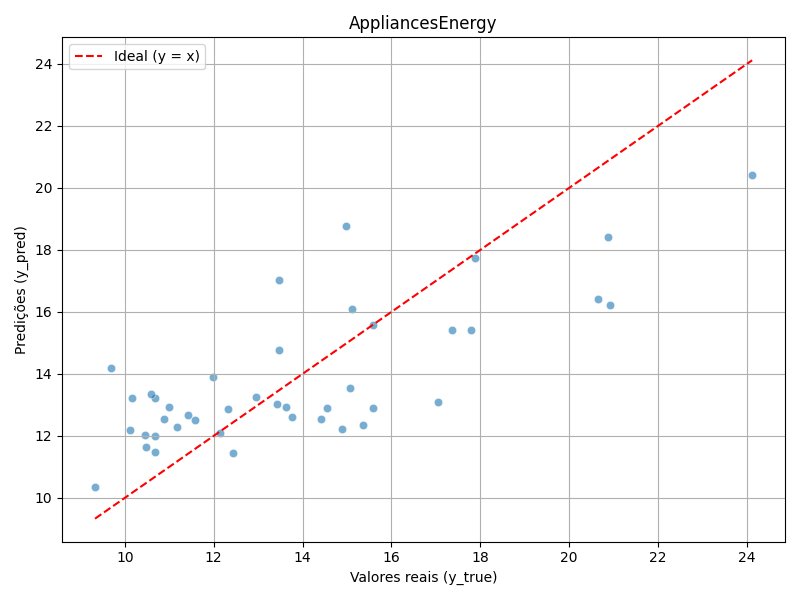 AppliancesEnergy
Ideal (y = x)
Predições (y_pred)
24
22
20
18
16
14
12
10
10 12 14 16 18 20 22 24
Valores reais (y_true)